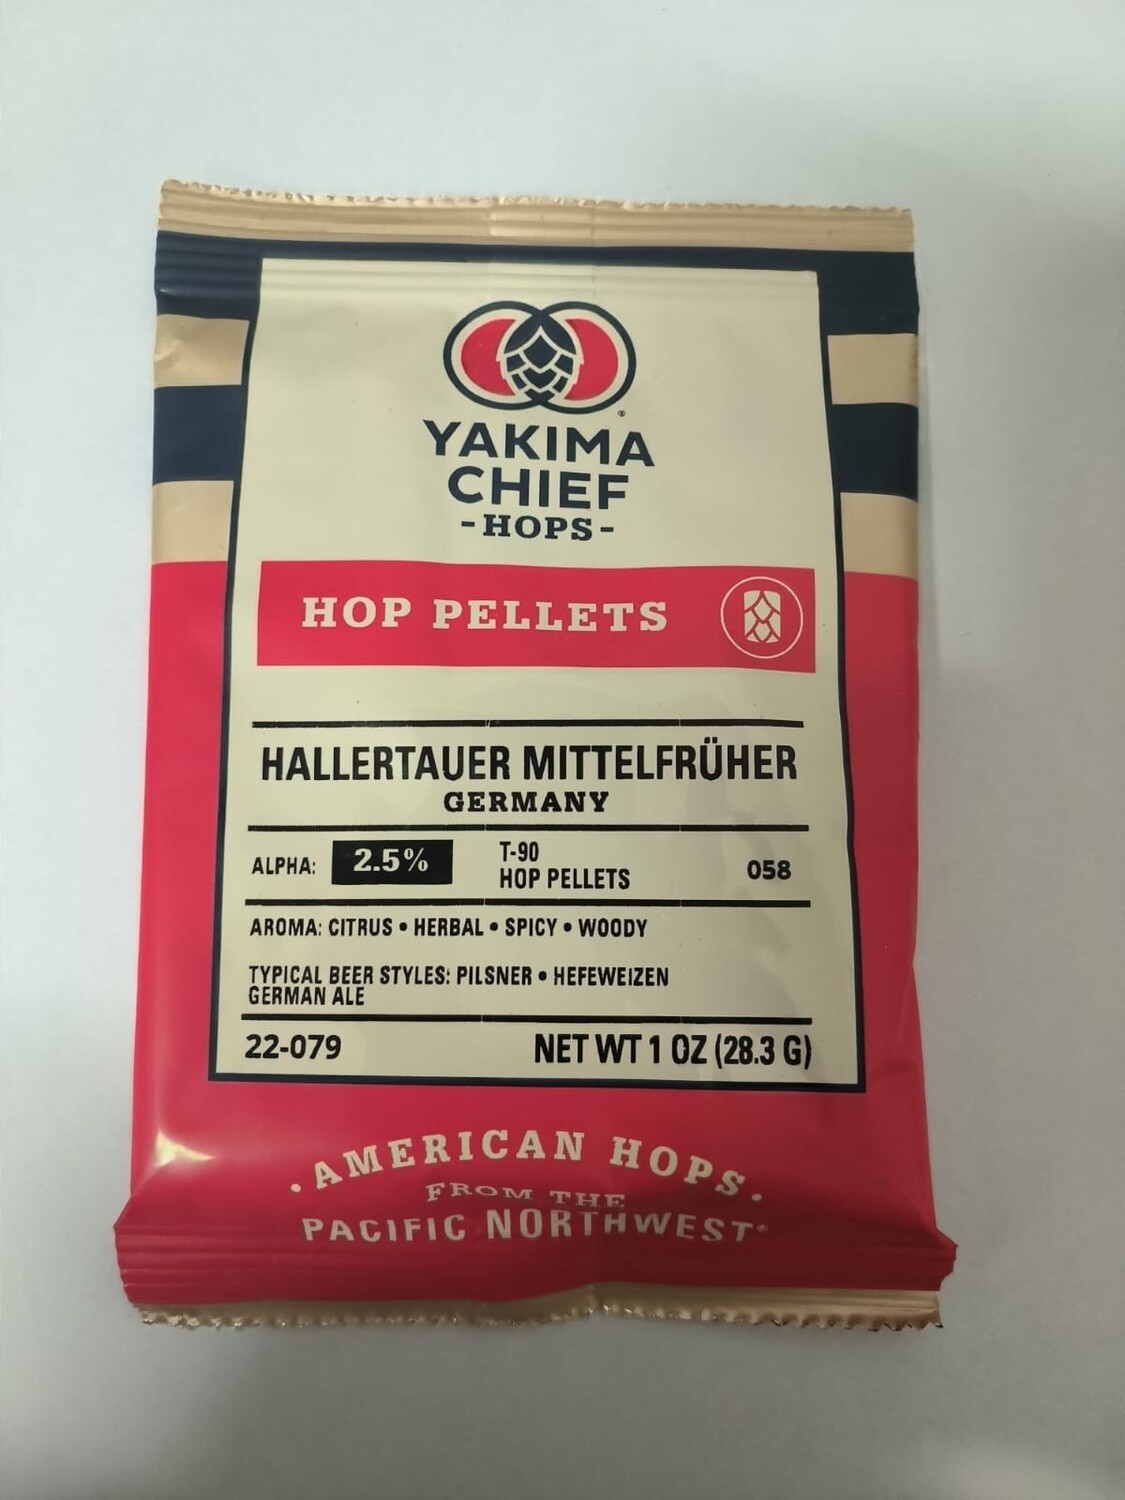 YAKIMA
CHIEF
-HOPS-
HOP PELLETS
HALLERTAUER MITTELFRÜHER
GERMANY
ALPHA: 2.5% T-90 HOP PELLETS 058
AROMA: CITRUS • HERBAL • SPICY • WOODY
TYPICAL BEER STYLES: PILSNER • HEFEWEIZEN
GERMAN ALE
22-079 NET WT 1 OZ (28.3 G)
• AMERICAN HOPS •
FROM THE
PACIFIC NORTHWEST®